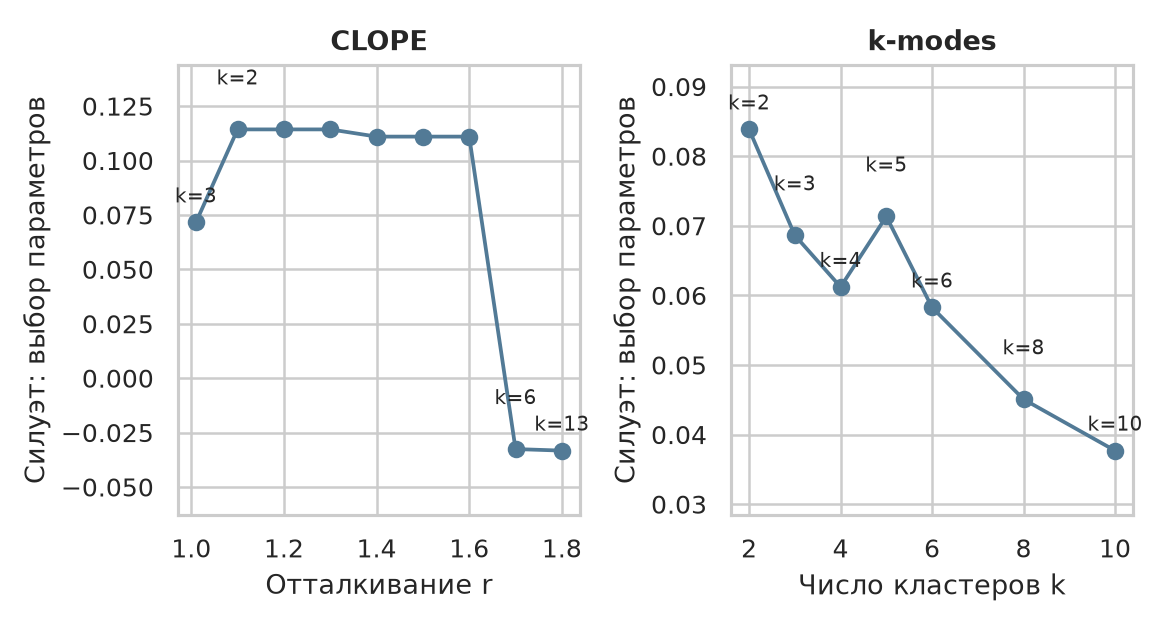 CLOPE
Силуэт: выбор параметров
0.125
0.100
0.075
0.050
0.025
0.000
−0.025
−0.050
k=3
k=2
k=6
k=13
1.0 1.2 1.4 1.6 1.8
Отталкивание r
k-modes
Силуэт: выбор параметров
0.09
0.08
0.07
0.06
0.05
0.04
0.03
k=2
k=3
k=4
k=5
k=6
k=8
k=10
2 4 6 8 10
Число кластеров k